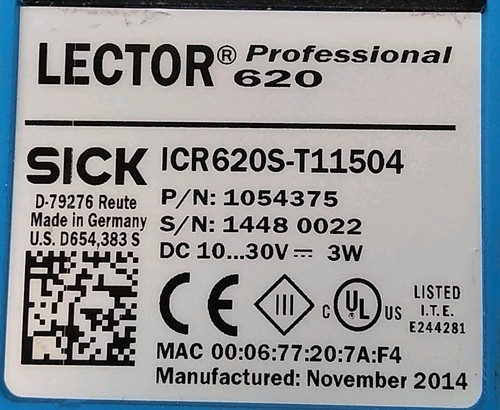 LECTOR® Professional
620
SICK ICR620S-T11504
D-79276 Reute
Made in Germany
U.S. D654,383 S
P/N: 1054375
S/N: 1448 0022
DC 10...30V⎓ 3W
CE III C UL US
LISTED
I.T.E.
E244281
MAC 00:06:77:20:7A:F4
Manufactured: November 2014